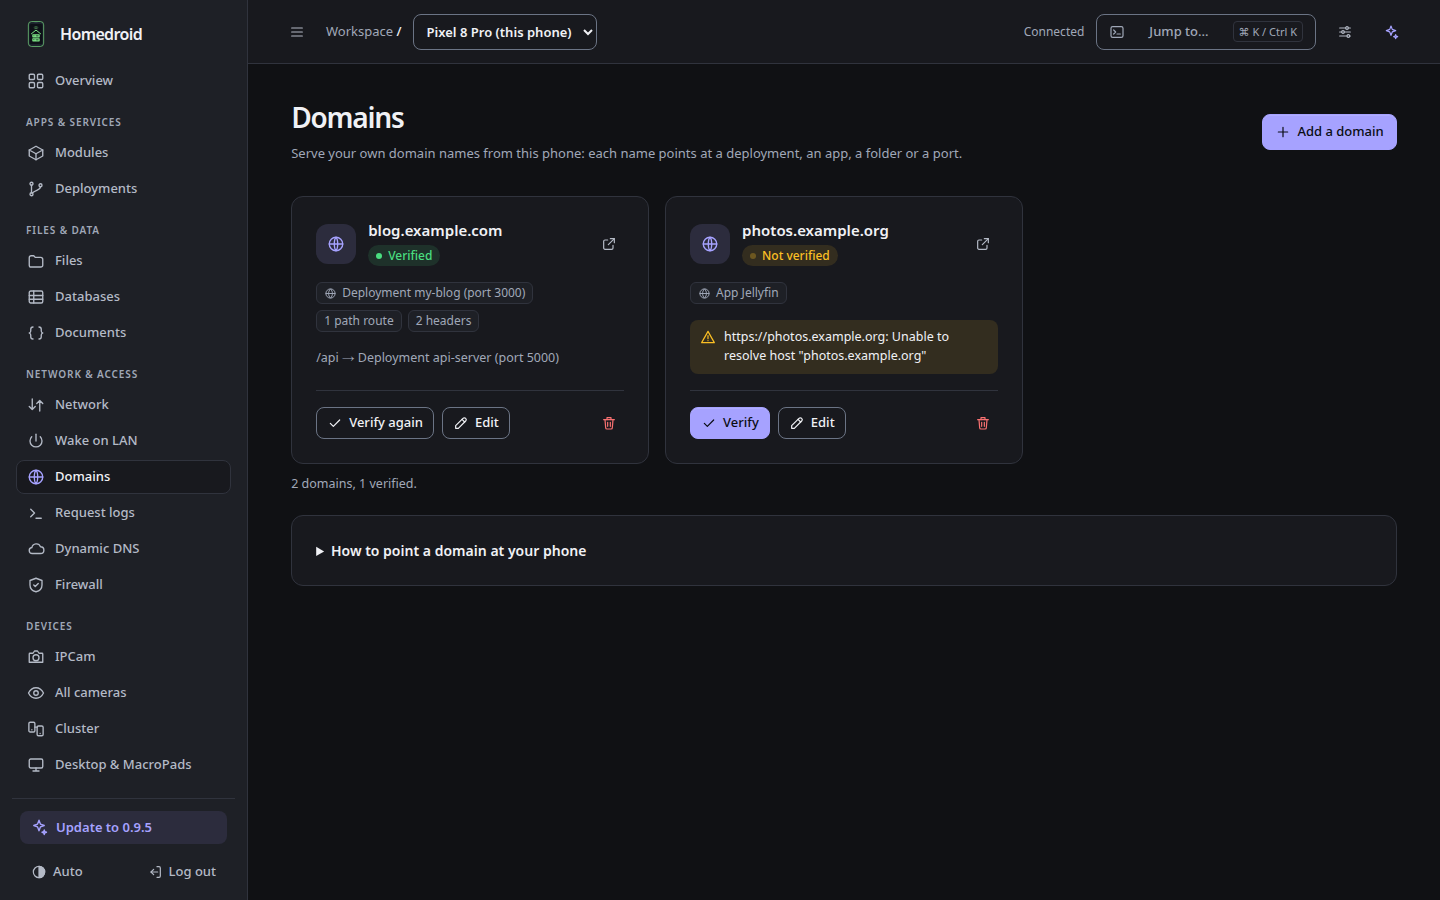 Homedroid
Overview
APPS & SERVICES
Modules
Deployments
FILES & DATA
Files
Databases
Documents
NETWORK & ACCESS
Network
Wake on LAN
Domains
Request logs
Dynamic DNS
Firewall
DEVICES
IPCam
All cameras
Cluster
Desktop & MacroPads
Update to 0.9.5
Auto
Log out
Workspace /
Pixel 8 Pro (this phone)
Connected
Jump to...
⌘ K / Ctrl K
Domains
Serve your own domain names from this phone: each name points at a deployment, an app, a folder or a port.
Add a domain
blog.example.com
Verified
Deployment my-blog (port 3000)
1 path route
2 headers
/api → Deployment api-server (port 5000)
Verify again
Edit
photos.example.org
Not verified
App Jellyfin
https://photos.example.org: Unable to
resolve host "photos.example.org"
Verify
Edit
2 domains, 1 verified.
How to point a domain at your phone